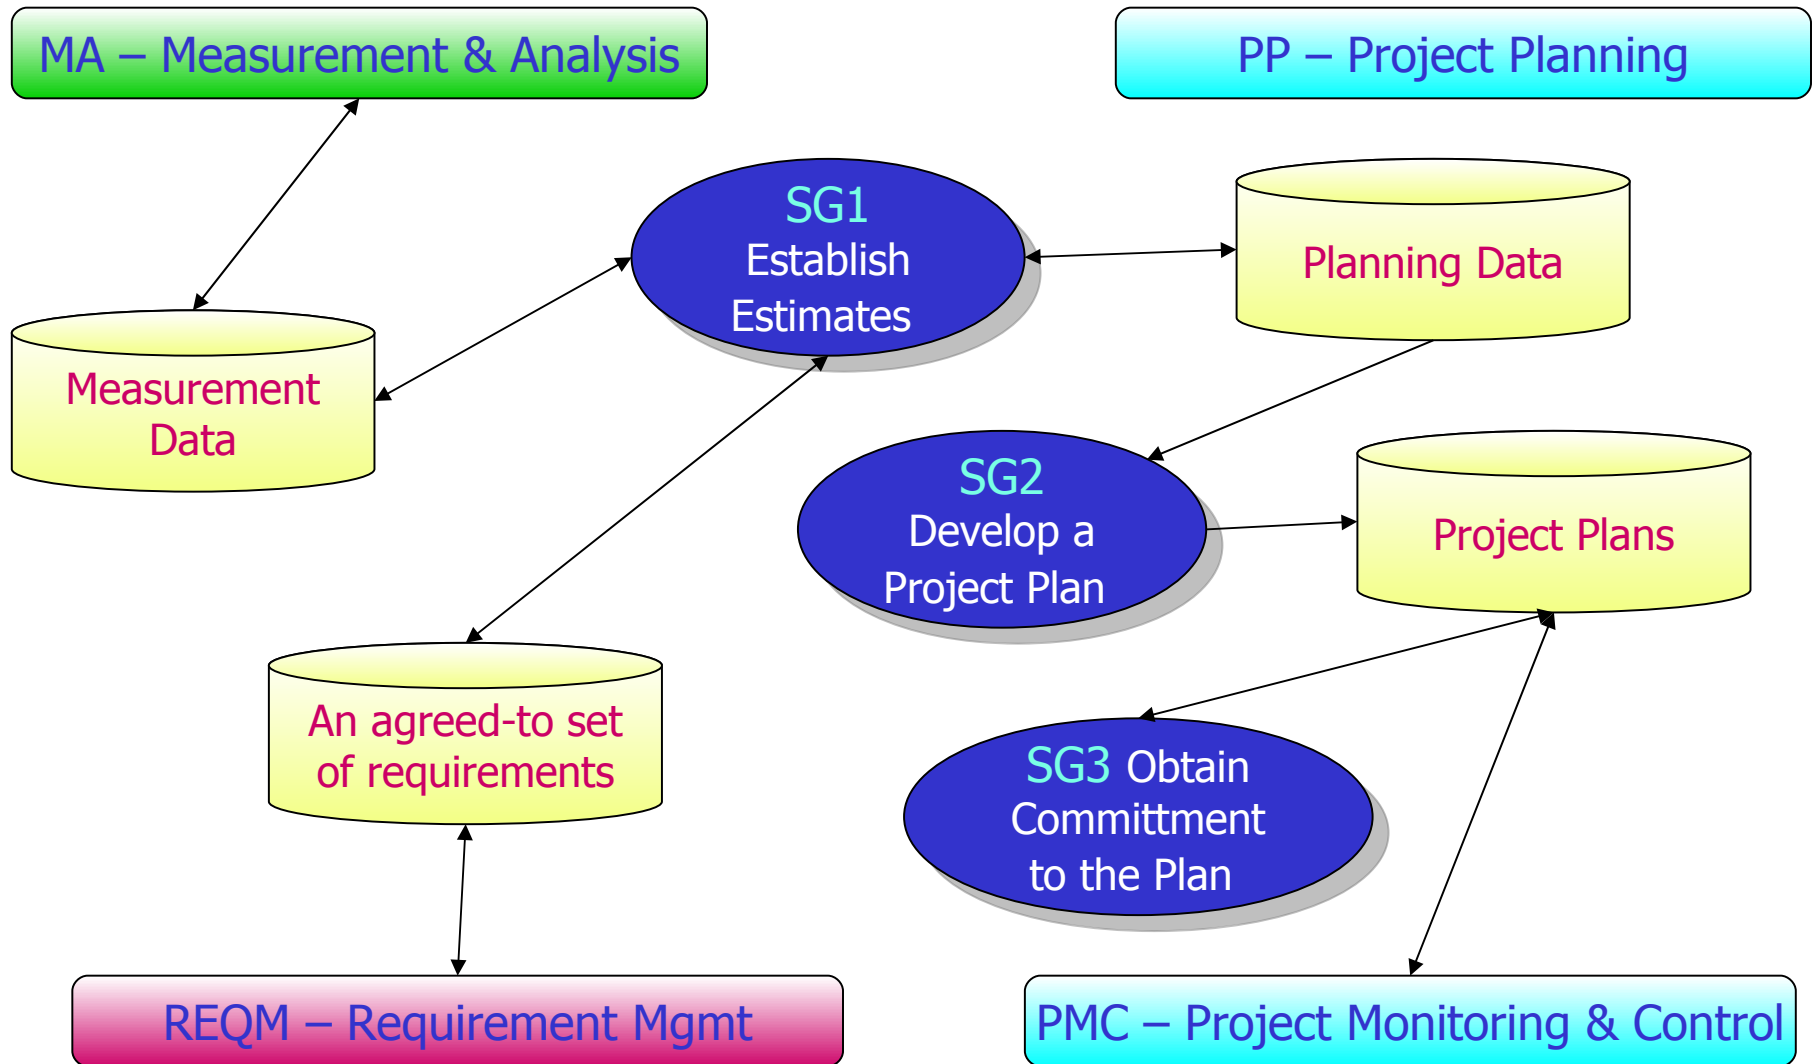 MA – Measurement & Analysis
PP – Project Planning
SG1
Establish
Estimates
Planning Data
Measurement
Data
SG2
Develop a
Project Plan
Project Plans
An agreed-to set
of requirements
SG3 Obtain
Committment
to the Plan
REQM – Requirement Mgmt
PMC – Project Monitoring & Control